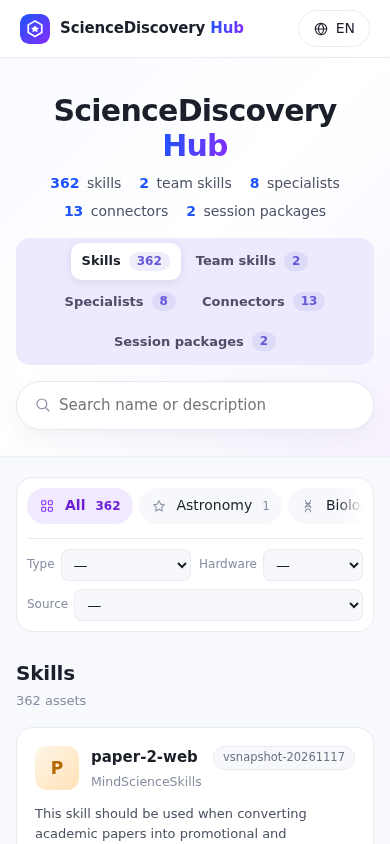 ScienceDiscovery Hub EN
ScienceDiscovery
Hub
362 skills 2 team skills 8 specialists
13 connectors 2 session packages
Skills 362 Team skills 2
Specialists 8 Connectors 13
Session packages 2
Search name or description
All 362 Astronomy 1 Biolo
Type — Hardware —
Source —
Skills
362 assets
P paper-2-web vsnapshot-20261117
MindScienceSkills
This skill should be used when converting
academic papers into promotional and